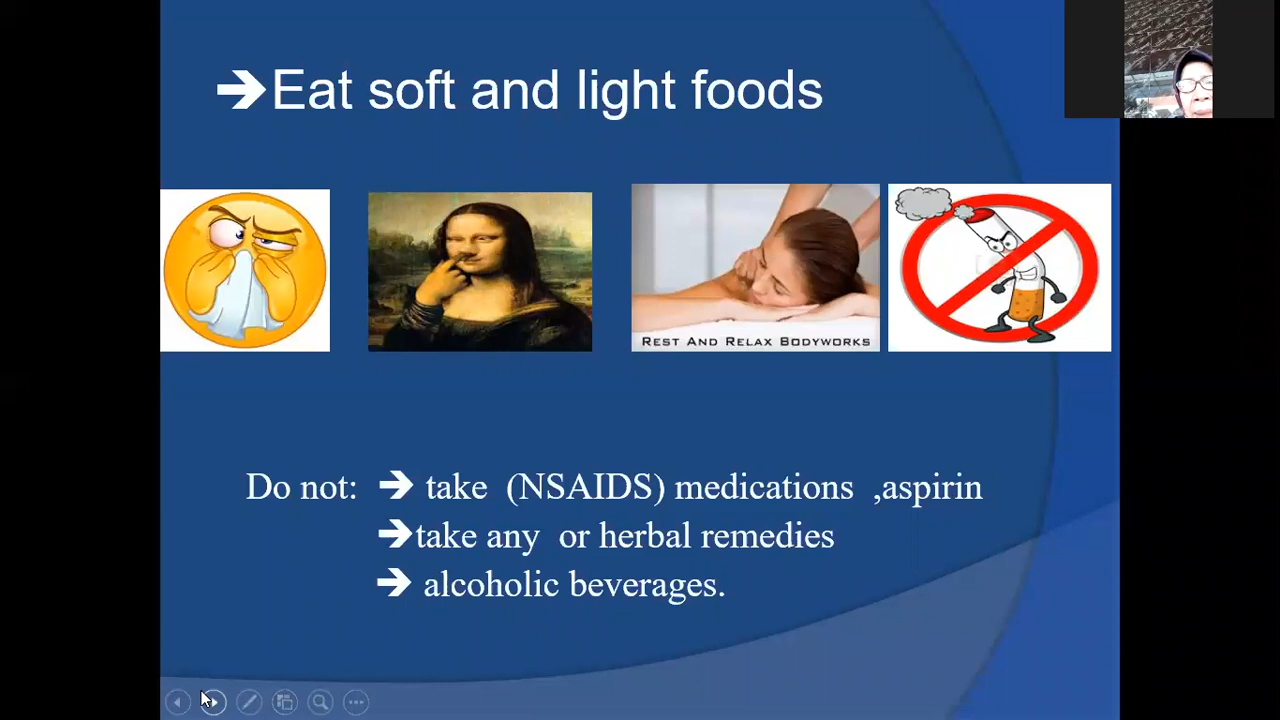 ➔Eat soft and light foods
REST AND RELAX BODYWORKS
Do not: ➔ take (NSAIDS) medications ,aspirin
➔take any or herbal remedies
➔ alcoholic beverages.